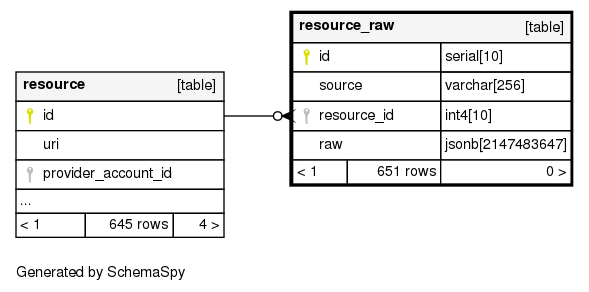 resource [table]
id
uri
provider_account_id
...
< 1 645 rows 4 >
resource_raw [table]
id serial[10]
source varchar[256]
resource_id int4[10]
raw jsonb[2147483647]
< 1 651 rows 0 >
Generated by SchemaSpy